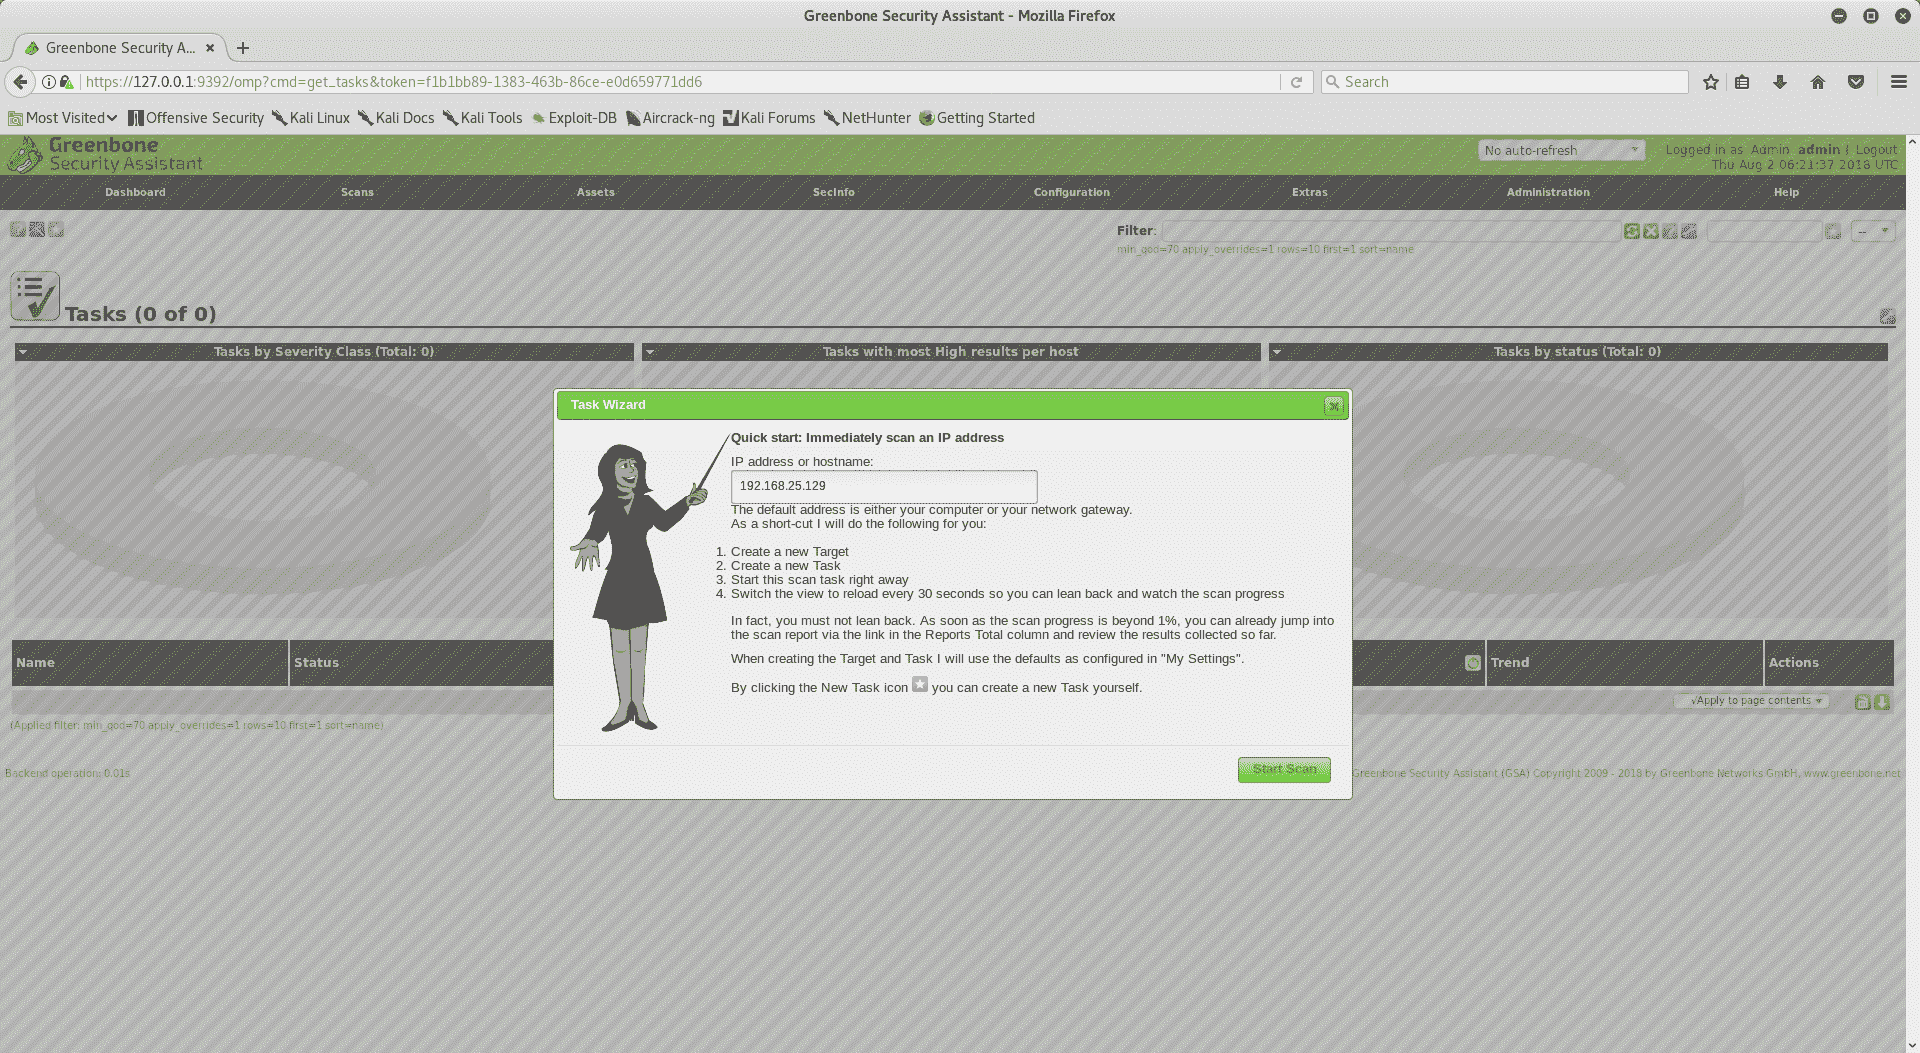 Greenbone Security Assistant - Mozilla Firefox
Greenbone Security A...
https://127.0.0.1:9392/omp?cmd=get_tasks&token=f1b1bb89-1383-463b-86ce-e0d659771dd6
Search
Most Visited
Offensive Security
Kali Linux
Kali Docs
Kali Tools
Exploit-DB
Aircrack-ng
Kali Forums
NetHunter
Getting Started
Greenbone
Security Assistant
No auto-refresh
Logged in as Admin admin | Logout
Thu Aug 2 06:21:37 2018 UTC
Dashboard
Scans
Assets
SecInfo
Configuration
Extras
Administration
Help
Filter:
min_qod=70 apply_overrides=1 rows=10 first=1 sort=name
--
Tasks (0 of 0)
Tasks by Severity Class (Total: 0)
Tasks with most High results per host
Tasks by status (Total: 0)
Task Wizard
Quick start: Immediately scan an IP address
IP address or hostname:
192.168.25.129
The default address is either your computer or your network gateway.
As a short-cut I will do the following for you:
1. Create a new Target
2. Create a new Task
3. Start this scan task right away
4. Switch the view to reload every 30 seconds so you can lean back and watch the scan progress
In fact, you must not lean back. As soon as the scan progress is beyond 1%, you can already jump into
the scan report via the link in the Reports Total column and review the results collected so far.
When creating the Target and Task I will use the defaults as configured in "My Settings".
By clicking the New Task icon you can create a new Task yourself.
Start Scan
Name
Status
Trend
Actions
√Apply to page contents
(Applied filter: min_qod=70 apply_overrides=1 rows=10 first=1 sort=name)
Backend operation: 0.01s
Greenbone Security Assistant (GSA) Copyright 2009 - 2018 by Greenbone Networks GmbH, www.greenbone.net